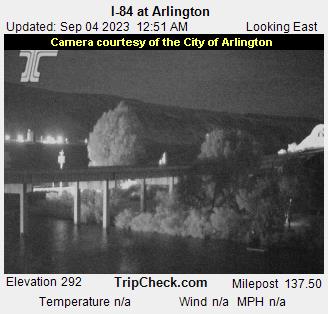 I-84 at Arlington
Updated: Sep 04 2023 12:51 AM Looking East
Camera courtesy of the City of Arlington
Elevation 292 TripCheck.com Milepost 137.50
Temperature n/a Wind n/a MPH n/a